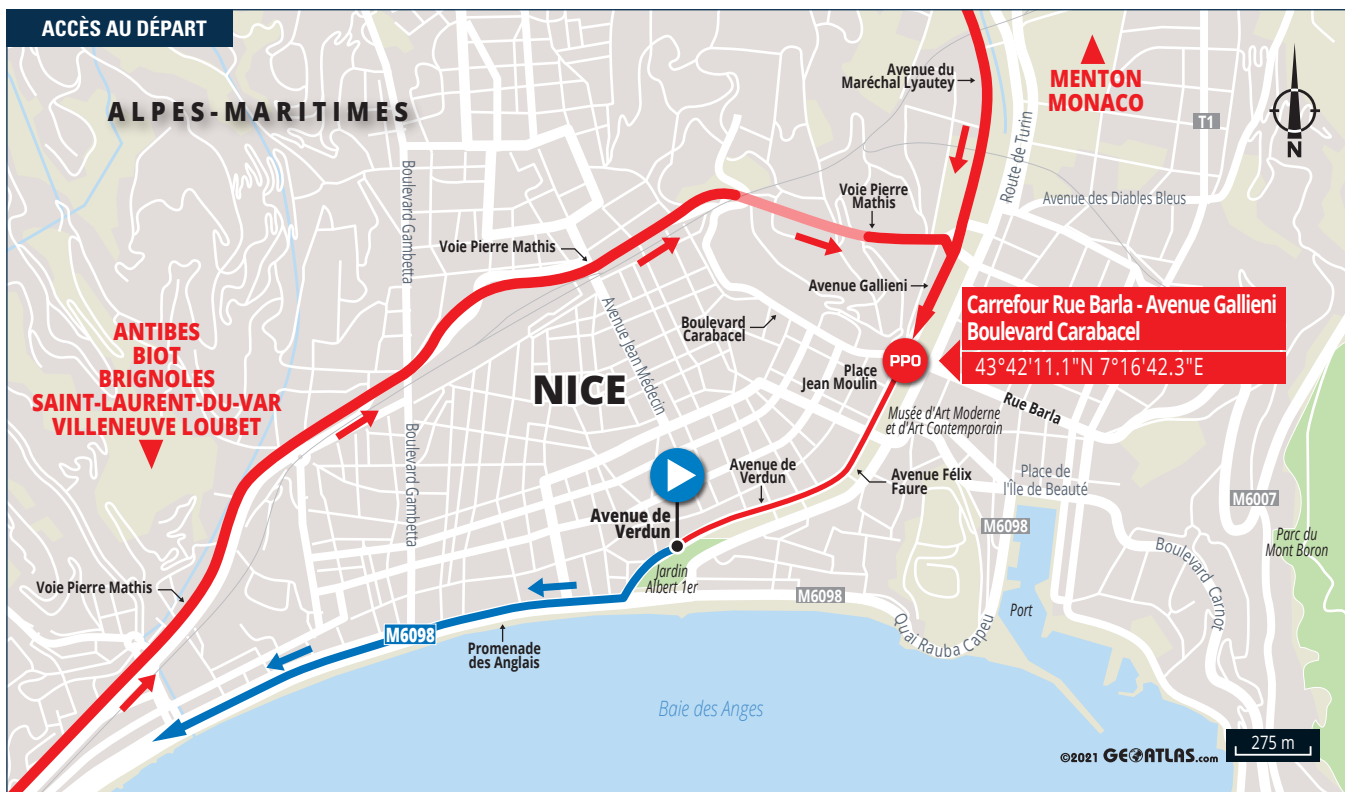 ACCÈS AU DÉPART
ALPES-MARITIMES
Avenue du
Maréchal Lyautey
MENTON
MONACO
T1
N
Route de Turin
Avenue des Diables Bleus
Boulevard Gambetta
Voie Pierre Mathis
Voie Pierre
Mathis
Avenue Gallieni
Avenue Jean Médecin
Boulevard
Carabacel
Carrefour Rue Barla - Avenue Gallieni
Boulevard Carabacel
43°42'11.1"N 7°16'42.3"E
PPO
Place
Jean Moulin
ANTIBES
BIOT
BRIGNOLES
SAINT-LAURENT-DU-VAR
VILLENEUVE LOUBET
NICE
Rue Barla
Musée d'Art Moderne
et d'Art Contemporain
Boulevard Gambetta
Avenue de
Verdun
Avenue Félix
Faure
Place de
l'Île de Beauté
M6007
Avenue de
Verdun
M6098
Parc du
Mont Boron
Boulevard Carnot
Jardin
Albert 1er
Voie Pierre Mathis
M6098
Port
Quai Rauba Capeu
M6098
Promenade
des Anglais
Baie des Anges
©2021 GEOATLAS.com
275 m